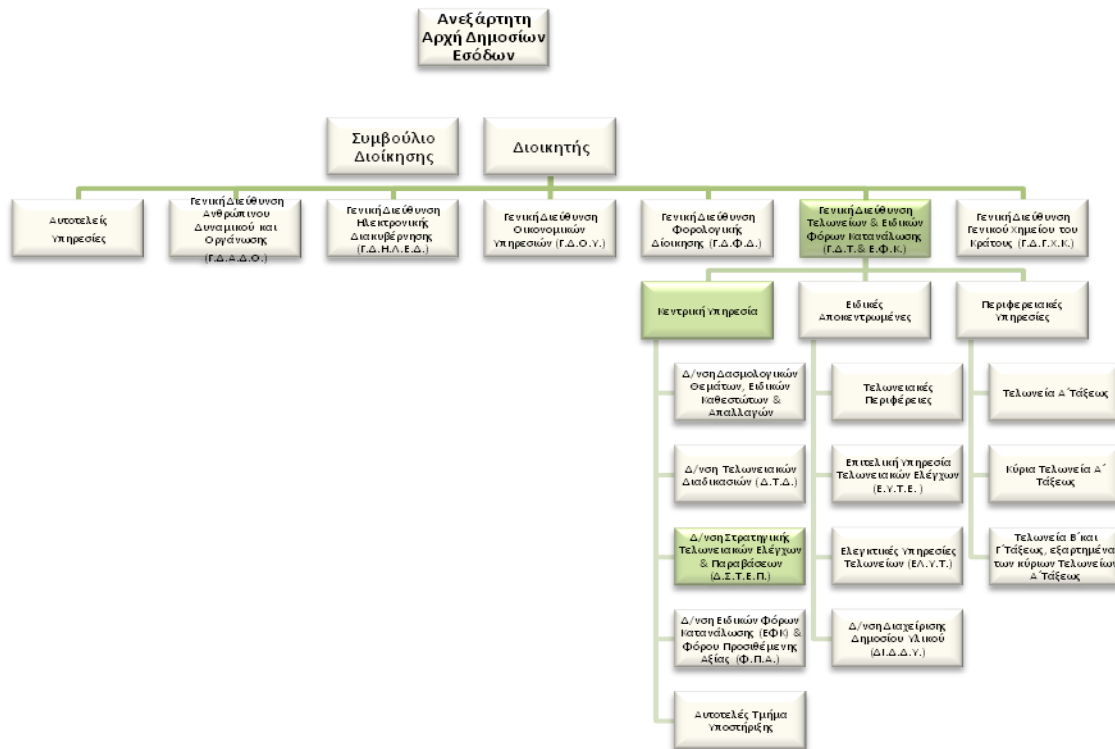 Ανεξάρτητη
Αρχή Δημοσίων
Εσόδων
Συμβούλιο
Διοίκησης
Διοικητής
Αυτοτελείς
Υπηρεσίες
Γενική Διεύθυνση
Ανθρώπινου
Δυναμικού και
Οργάνωσης
(Γ.Δ.Α.Δ.Ο.)
Γενική Διεύθυνση
Ηλεκτρονικής
Διακυβέρνησης
(Γ.Δ.Η.Λ.Ε.Δ.)
Γενική Διεύθυνση
Οικονομικών
Υπηρεσιών (Γ.Δ.Ο.Υ.)
Γενική Διεύθυνση
Φορολογικής
Διοίκησης (Γ.Δ.Φ.Δ.)
Γενική Διεύθυνση
Τελωνείων & Ειδικών
Φόρων Κατανάλωσης
(Γ.Δ.Τ.& Ε.Φ.Κ.)
Γενική Διεύθυνση
Γενικού Χημείου του
Κράτους (Γ.Δ.Γ.Χ.Κ.)
Κεντρική Υπηρεσία
Ειδικές
Αποκεντρωμένες
Περιφερειακές
Υπηρεσίες
Δ/νση Δασμολογικών
Θεμάτων, Ειδικών
Καθεστώτων &
Απαλλαγών
Δ/νση Τελωνειακών
Διαδικασιών (Δ.Τ.Δ.)
Δ/νση Στρατηγικής
Τελωνειακών Ελέγχων
& Παραβάσεων
(Δ.Σ.Τ.Ε.Π.)
Δ/νση Ειδικών Φόρων
Κατανάλωσης (ΕΦΚ) &
Φόρου Προστιθέμενης
Αξίας (Φ.Π.Α.)
Αυτοτελές Τμήμα
Υποστήριξης
Τελωνειακές
Περιφέρειες
Επιτελική Υπηρεσία
Τελωνειακών Ελέγχων
(Ε.Υ.Τ.Ε. )
Ελεγκτικές Υπηρεσίες
Τελωνείων (ΕΛ.Υ.Τ.)
Δ/νση Διαχείρισης
Δημοσίου Υλικού
(ΔΙ.Δ.Δ.Υ.)
Τελωνεία Α΄Τάξεως
Κύρια Τελωνεία Α΄
Τάξεως
Τελωνεία Β΄και
Γ΄Τάξεως, εξαρτημένα
των κύριων Τελωνείων
Α΄Τάξεως